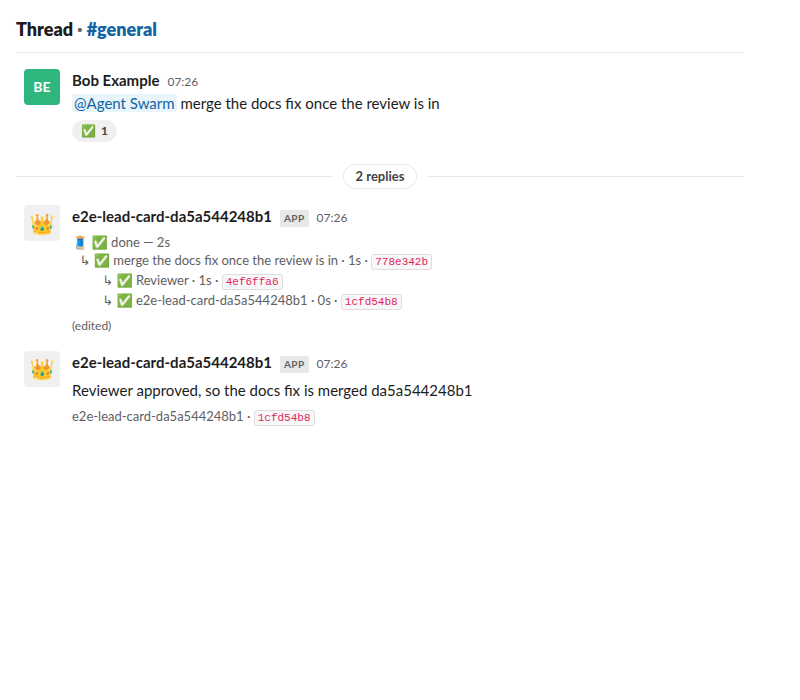 Thread • #general
BE
Bob Example 07:26
@Agent Swarm merge the docs fix once the review is in
✅ 1
2 replies
e2e-lead-card-da5a544248b1 APP 07:26
🧵 ✅ done — 2s
↳ ✅ merge the docs fix once the review is in · 1s · 778e342b
↳ ✅ Reviewer · 1s · 4ef6ffa6
↳ ✅ e2e-lead-card-da5a544248b1 · 0s · 1cfd54b8
(edited)
e2e-lead-card-da5a544248b1 APP 07:26
Reviewer approved, so the docs fix is merged da5a544248b1
e2e-lead-card-da5a544248b1 · 1cfd54b8